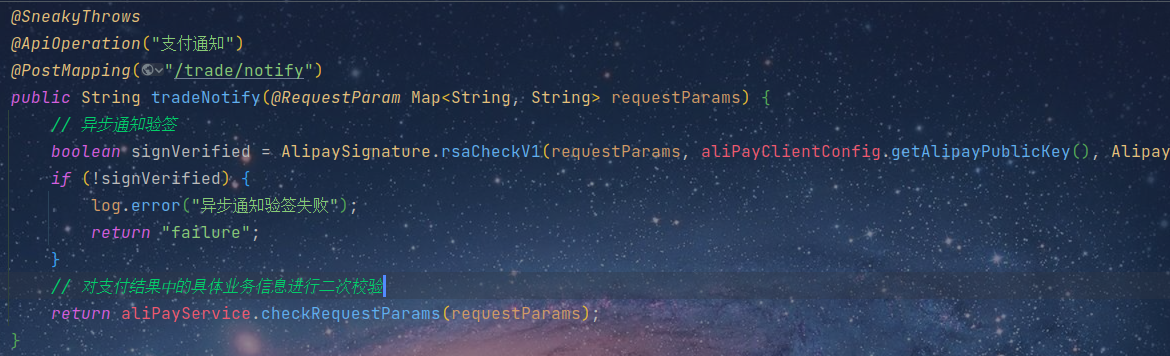 @SneakyThrows
@ApiOperation("支付通知")
@PostMapping("/trade/notify")
public String tradeNotify(@RequestParam Map<String, String> requestParams) {
// 异步通知验签
boolean signVerified = AlipaySignature.rsaCheckV1(requestParams, aliPayClientConfig.getAlipayPublicKey(), Alipay
if (!signVerified) {
log.error("异步通知验签失败");
return "failure";
}
// 对支付结果中的具体业务信息进行二次校验
return aliPayService.checkRequestParams(requestParams);
}